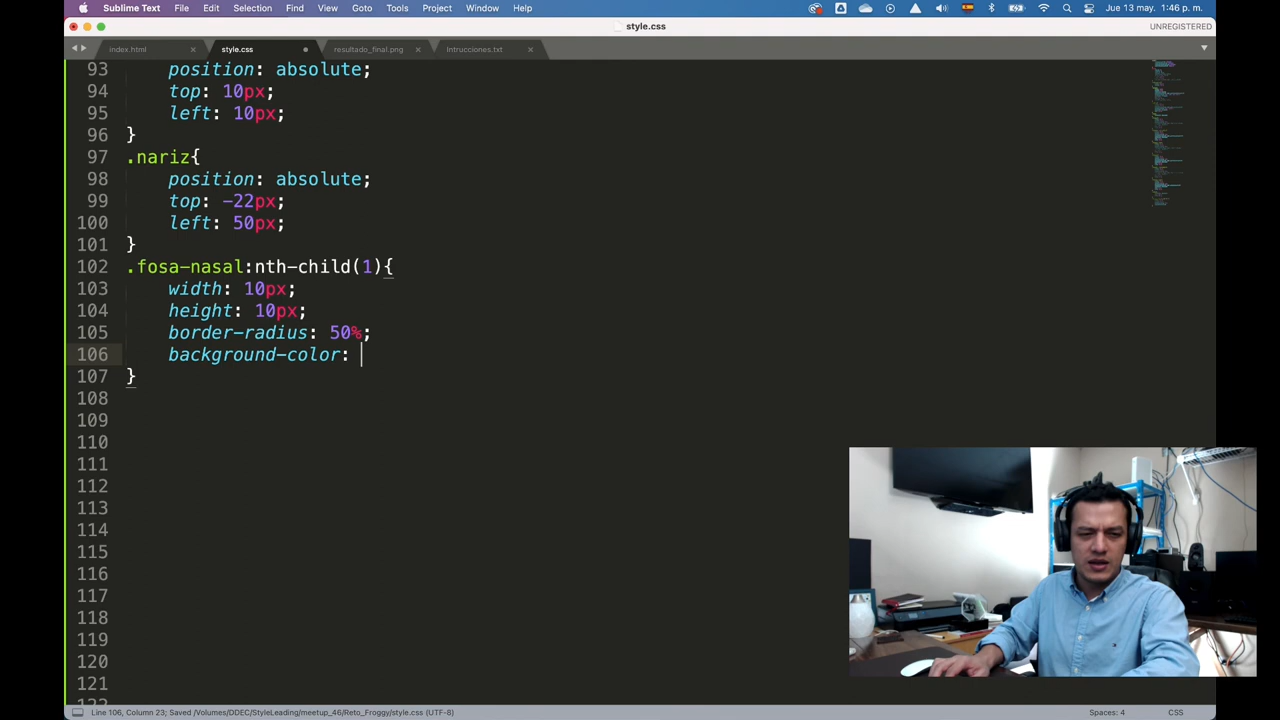 Sublime Text File Edit Selection Find View Goto Tools Project Window Help Jue 13 may. 1:46 p. m.
style.css UNREGISTERED
index.html style.css resultado_final.png Intrucciones.txt
93 position: absolute;
94 top: 10px;
95 left: 10px;
96 }
97 .nariz{
98 position: absolute;
99 top: -22px;
100 left: 50px;
101 }
102 .fosa-nasal:nth-child(1){
103 width: 10px;
104 height: 10px;
105 border-radius: 50%;
106 background-color:
107 }
108
109
110
111
112
113
114
115
116
117
118
119
120
121
122
Line 106, Column 23; Saved /Volumes/DDEC/StyleLeading/meetup_46/Reto_Froggy/style.css (UTF-8) Spaces: 4 CSS